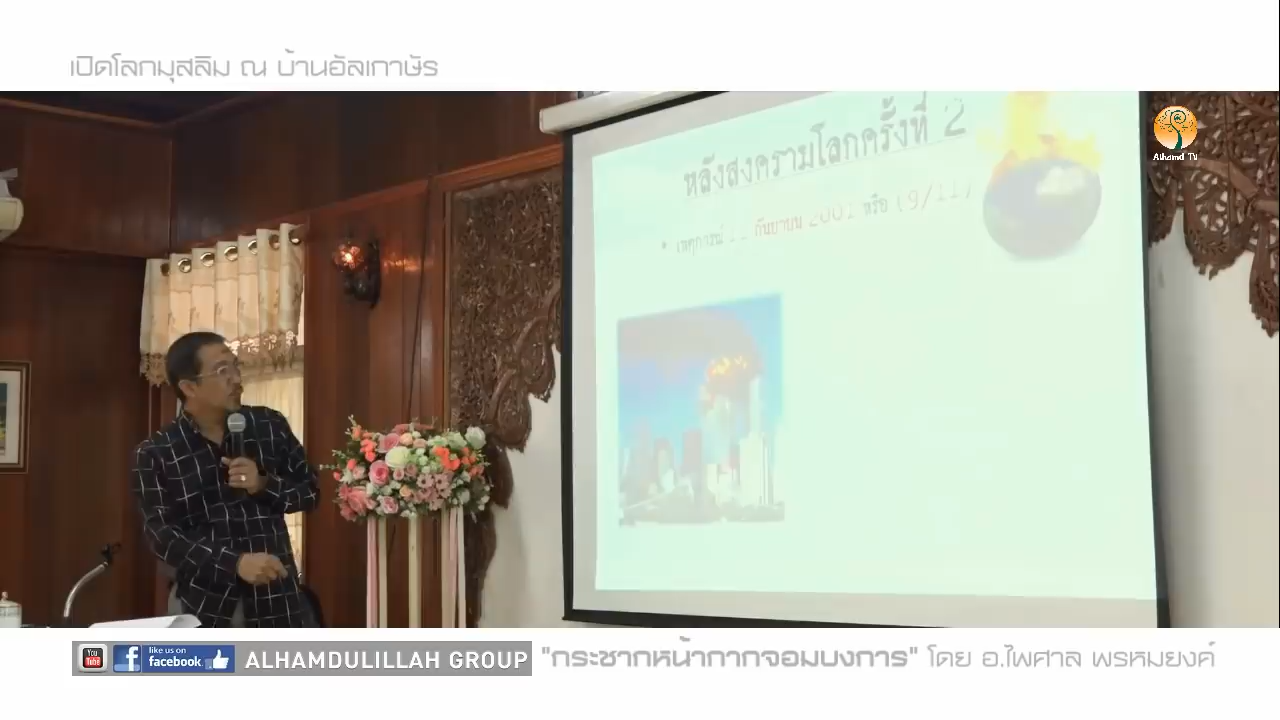 เปิดโลกมุสลิม ณ บ้านอัลเกาษัร
Alhamd TV
หลังสงครามโลกครั้งที่ 2
• เหตุการณ์ 11 กันยายน 2001 หรือ (9/11)
You Tube
like us on
facebook
ALHAMDULILLAH GROUP
"กระชากหน้ากากจอมบงการ" โดย อ.ไพศาล พรหมยงค์